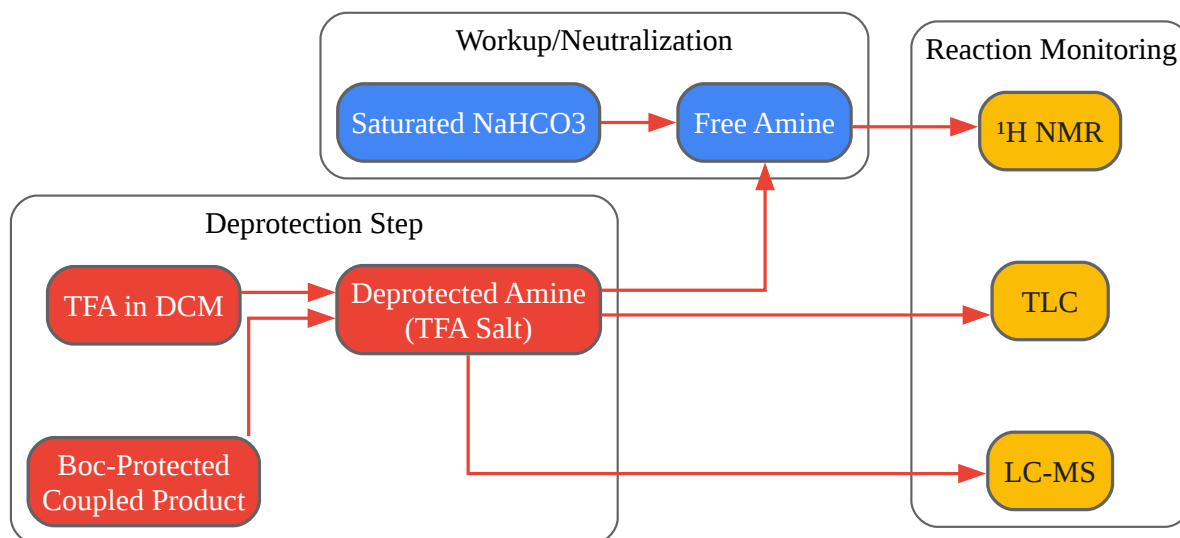 Workup/Neutralization
Saturated NaHCO3
Free Amine
Reaction Monitoring
¹H NMR
TLC
LC-MS
Deprotection Step
TFA in DCM
Deprotected Amine
(TFA Salt)
Boc-Protected
Coupled Product